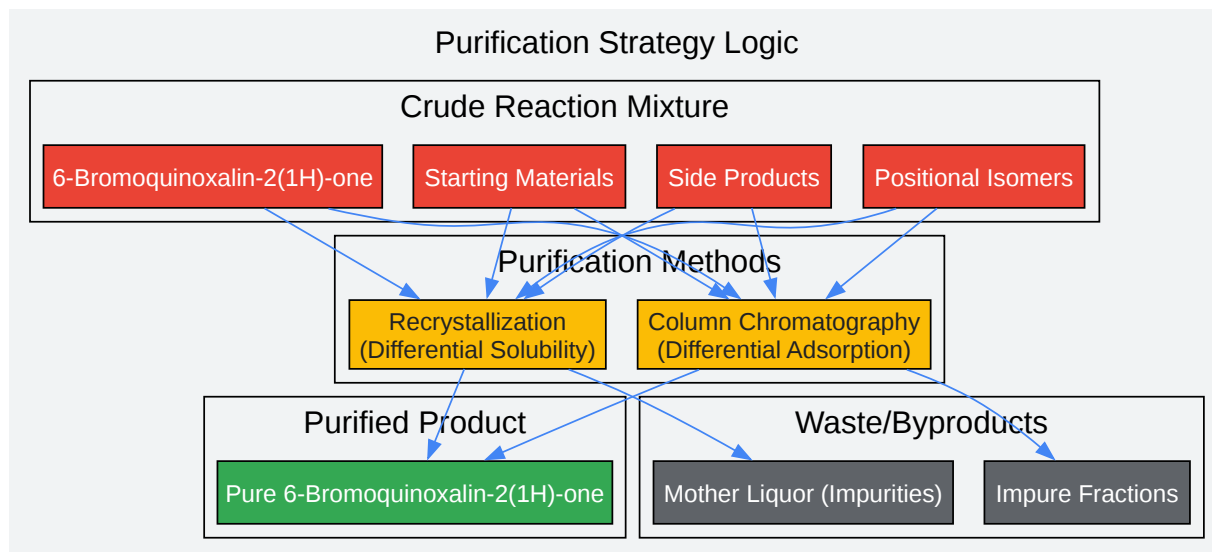 Purification Strategy Logic
Crude Reaction Mixture
6-Bromoquinoxalin-2(1H)-one
Starting Materials
Side Products
Positional Isomers
Purification Methods
Recrystallization
(Differential Solubility)
Column Chromatography
(Differential Adsorption)
Purified Product
Pure 6-Bromoquinoxalin-2(1H)-one
Waste/Byproducts
Mother Liquor (Impurities)
Impure Fractions